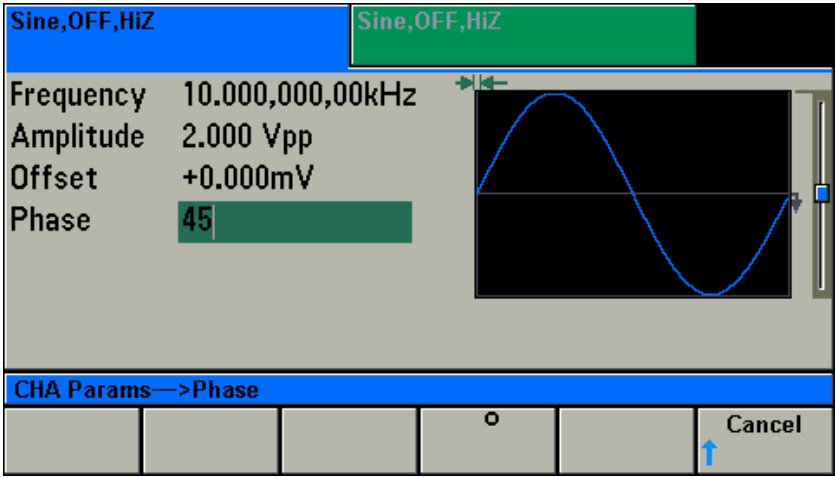 Sine,OFF,HiZ
Sine,OFF,HiZ
Frequency 10.000,000,00kHz
Amplitude 2.000 Vpp
Offset +0.000mV
Phase 45
CHA Params—>Phase
° Cancel